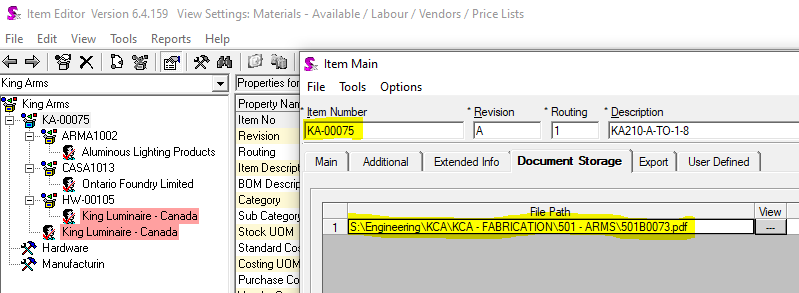 Item Editor Version 6.4.159 View Settings: Materials - Available / Labour / Vendors / Price Lists
File Edit View Tools Reports Help
King Arms
Properties for
King Arms
KA-00075
ARMA1002
Aluminous Lighting Products
CASA1013
Ontario Foundry Limited
HW-00105
King Luminaire - Canada
King Luminaire - Canada
Hardware
Manufacturin
Property Nam
Item No
Revision
Routing
Item Descript
BOM Descrip
Category
Sub Category
Stock UOM
Standard Cos
Costing UOM
Purchase Co
Item Main
File Tools Options
* Item Number * Revision * Routing * Description
KA-00075 A 1 KA210-A-TO-1-8
Main Additional Extended Info Document Storage Export User Defined
File Path View
1 S:\Engineering\KCA\KCA - FABRICATION\501 - ARMS\501B0073.pdf ...